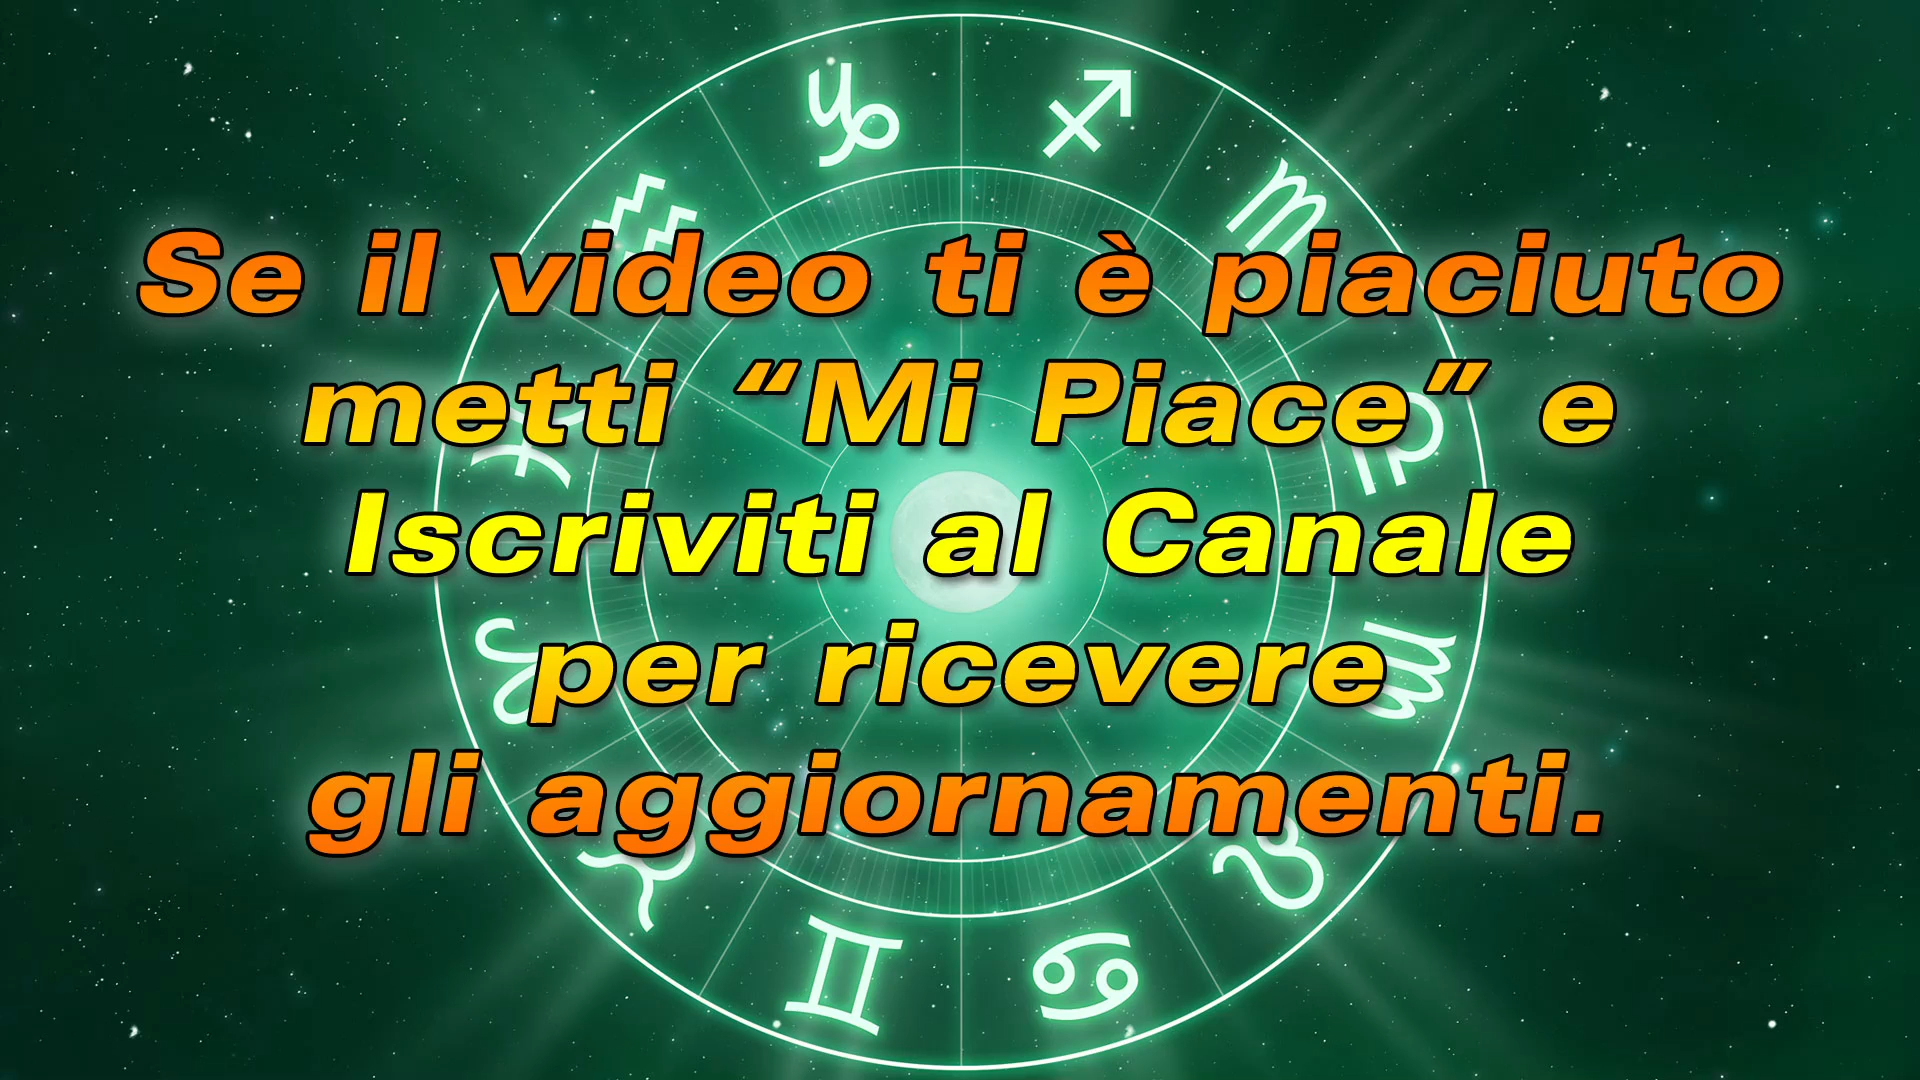 Se il video ti è piaciuto
metti “Mi Piace” e
Iscriviti al Canale
per ricevere
gli aggiornamenti.